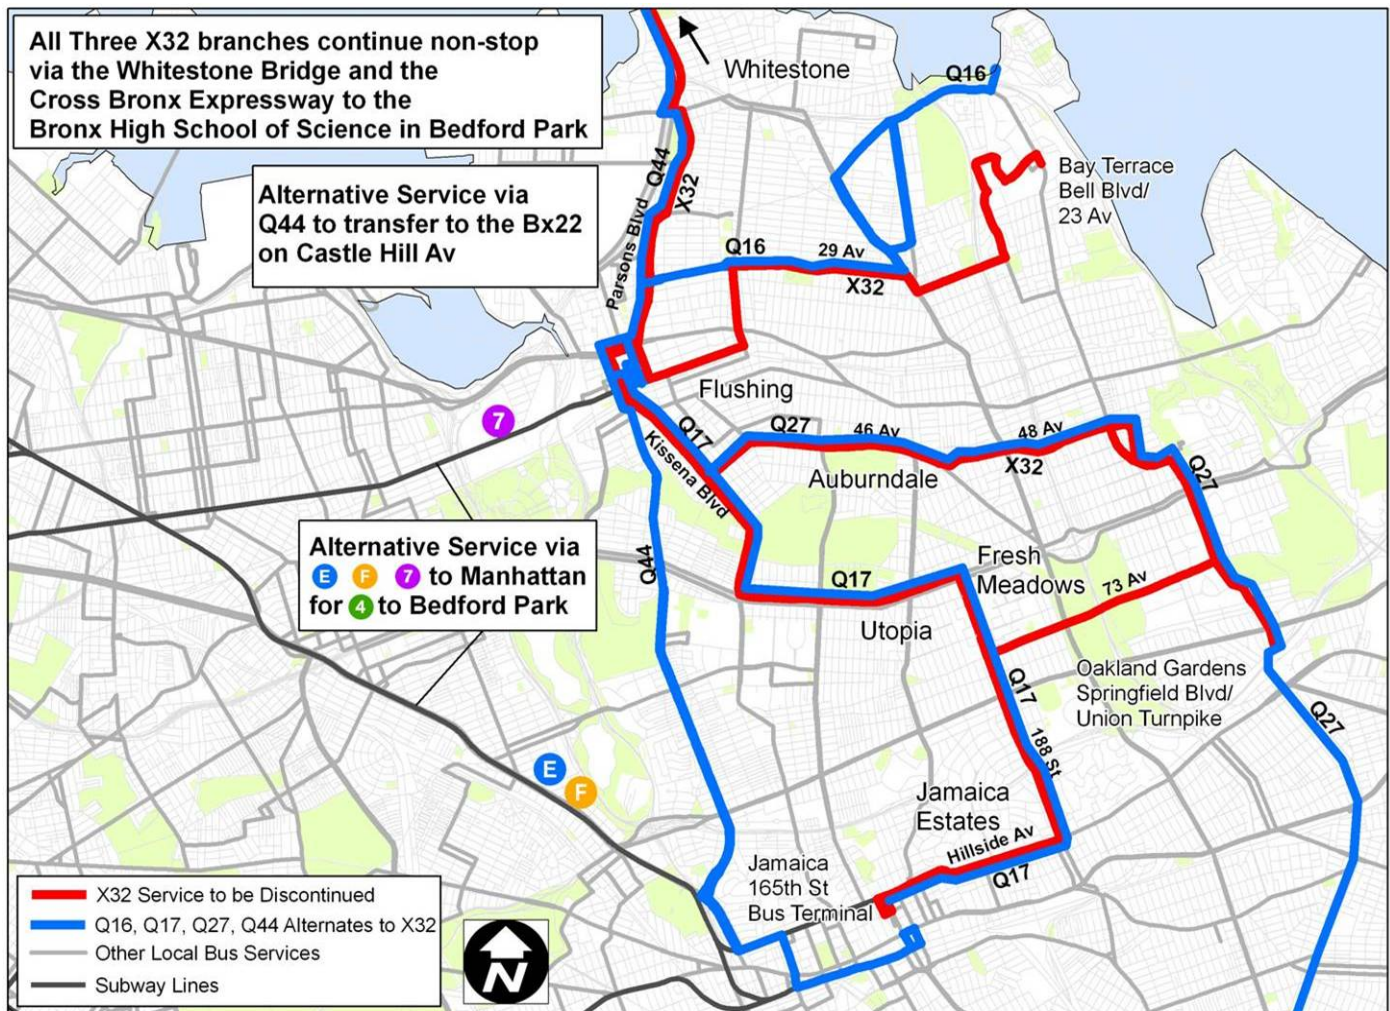 All Three X32 branches continue non-stop
via the Whitestone Bridge and the
Cross Bronx Expressway to the
Bronx High School of Science in Bedford Park
Whitestone
Q16
Alternative Service via
Q44 to transfer to the Bx22
on Castle Hill Av
Q44
X32
Parsons Blvd
Bay Terrace
Bell Blvd/
23 Av
Q16
29 Av
X32
Flushing
7
Q17
Kissena Blvd
Q27
46 Av
48 Av
X32
Q27
Auburndale
Alternative Service via
E F 7 to Manhattan
for 4 to Bedford Park
Q44
Q17
Fresh
Meadows
73 Av
Utopia
Q17
188 St
Oakland Gardens
Springfield Blvd/
Union Turnpike
Q27
E
F
Jamaica
Estates
Hillside Av
Q17
Jamaica
165th St
Bus Terminal
X32 Service to be Discontinued
Q16, Q17, Q27, Q44 Alternates to X32
Other Local Bus Services
Subway Lines
N